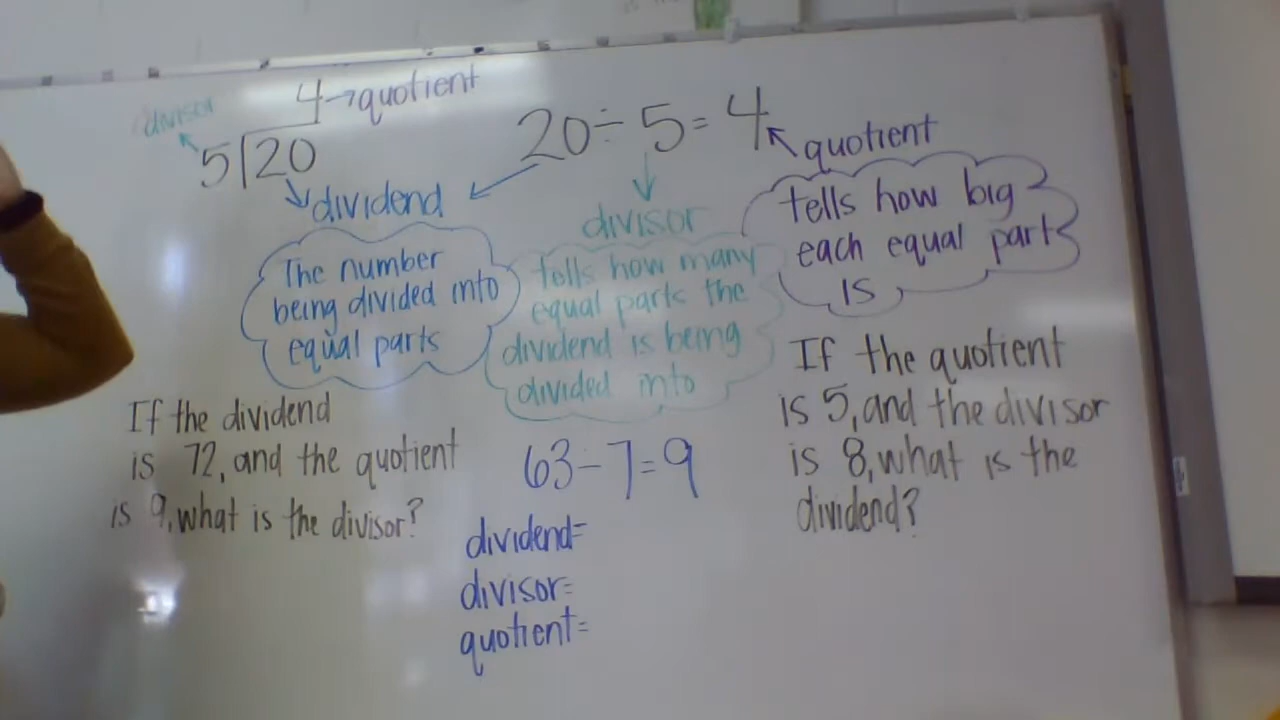 divisor
4→quotient
5|20
dividend
20÷5=4
quotient
divisor
The number
being divided into
equal parts
tells how many
equal parts the
dividend is being
divided into
tells how big
each equal part
is
If the dividend
is 72, and the quotient
is 9, what is the divisor?
63-7=9
dividend=
divisor=
quotient=
If the quotient
is 5, and the divisor
is 8, what is the
dividend?